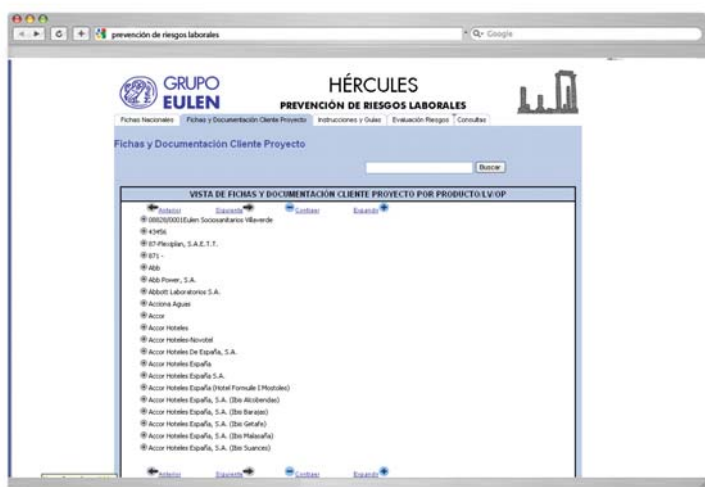 prevención de riesgos laborales
Google
GRUPO
EULEN
HÉRCULES
PREVENCIÓN DE RIESGOS LABORALES
Fichas Nacionales Fichas y Documentación Cliente Proyecto Instrucciones y Guías Evaluación Riesgos Consultas
Fichas y Documentación Cliente Proyecto
Buscar
VISTA DE FICHAS Y DOCUMENTACIÓN CLIENTE PROYECTO POR PRODUCTO/LV/OP
Anterior Siguiente Contraer Expandir
08828/0001Eulen Sociosanitarios Villaverde
43456
87-Flexiplan, S.A.E.T.T.
871 -
Abb
Abb Power, S.A.
Abbott Laboratorios S.A.
Acciona Aguas
Accor
Accor Hoteles
Accor Hoteles-Novotel
Accor Hoteles De España, S.A.
Accor Hoteles España
Accor Hoteles España S.A.
Accor Hoteles España (Hotel Formule I Mostoles)
Accor Hoteles España, S.A. (Ibis Alcobendas)
Accor Hoteles España, S.A. (Ibis Barajas)
Accor Hoteles España, S.A. (Ibis Getafe)
Accor Hoteles España, S.A. (Ibis Malasaña)
Accor Hoteles España, S.A. (Ibis Suances)
Anterior Siguiente Contraer Expandir